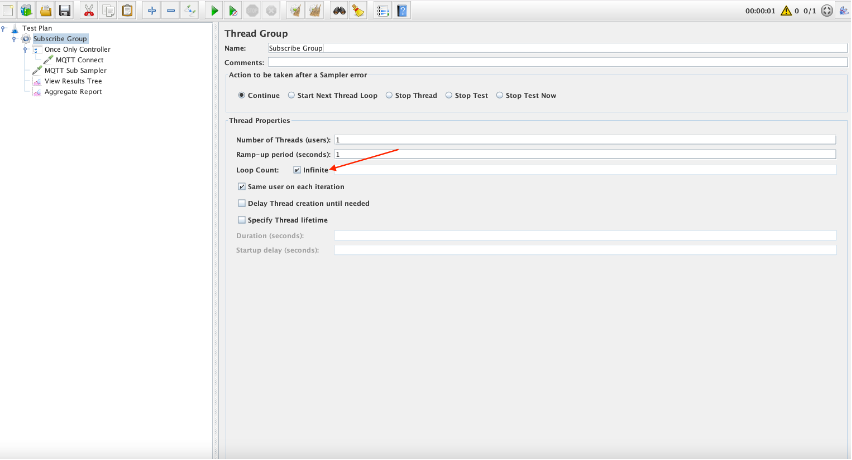 00:00:01 0 0/1
Test Plan
Subscribe Group
Once Only Controller
MQTT Connect
MQTT Sub Sampler
View Results Tree
Aggregate Report
Thread Group
Name: Subscribe Group
Comments:
Action to be taken after a Sampler error
Continue Start Next Thread Loop Stop Thread Stop Test Stop Test Now
Thread Properties
Number of Threads (users): 1
Ramp-up period (seconds): 1
Loop Count: Infinite
Same user on each iteration
Delay Thread creation until needed
Specify Thread lifetime
Duration (seconds):
Startup delay (seconds):